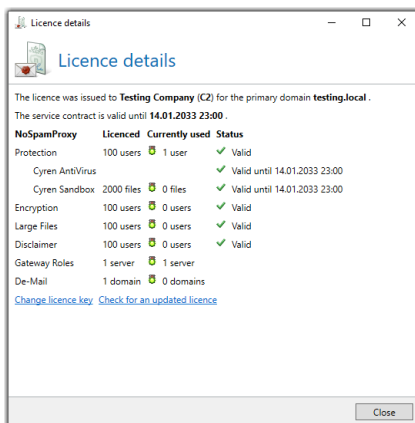 Licence details
Licence details
The licence was issued to Testing Company (C2) for the primary domain testing.local .
The service contract is valid until 14.01.2033 23:00 .
NoSpamProxy Licenced Currently used Status
Protection 100 users 1 user Valid
Cyren AntiVirus Valid until 14.01.2033 23:00
Cyren Sandbox 2000 files 0 files Valid until 14.01.2033 23:00
Encryption 100 users 0 users Valid
Large Files 100 users 0 users Valid
Disclaimer 100 users 0 users Valid
Gateway Roles 1 server 1 server
De-Mail 1 domain 0 domains
Change licence key Check for an updated licence
Close